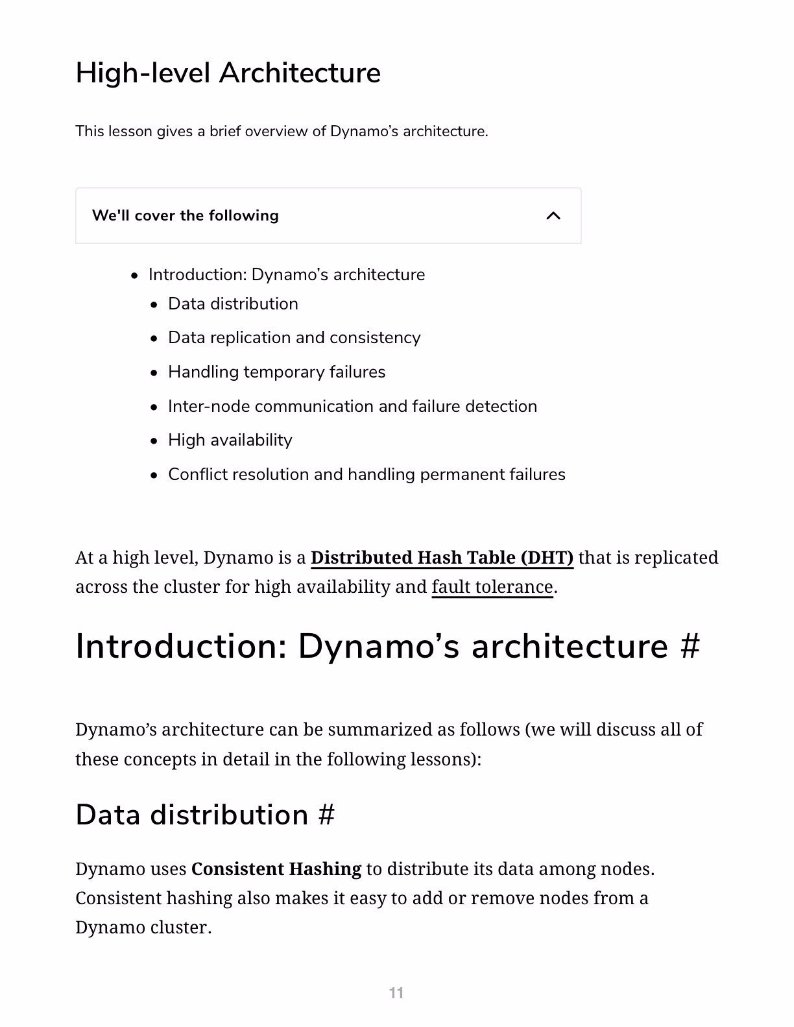 High-level Architecture
This lesson gives a brief overview of Dynamo’s architecture.
We'll cover the following
• Introduction: Dynamo’s architecture
• Data distribution
• Data replication and consistency
• Handling temporary failures
• Inter-node communication and failure detection
• High availability
• Conflict resolution and handling permanent failures
At a high level, Dynamo is a Distributed Hash Table (DHT) that is replicated
across the cluster for high availability and fault tolerance.
Introduction: Dynamo’s architecture #
Dynamo’s architecture can be summarized as follows (we will discuss all of
these concepts in detail in the following lessons):
Data distribution #
Dynamo uses Consistent Hashing to distribute its data among nodes.
Consistent hashing also makes it easy to add or remove nodes from a
Dynamo cluster.
11